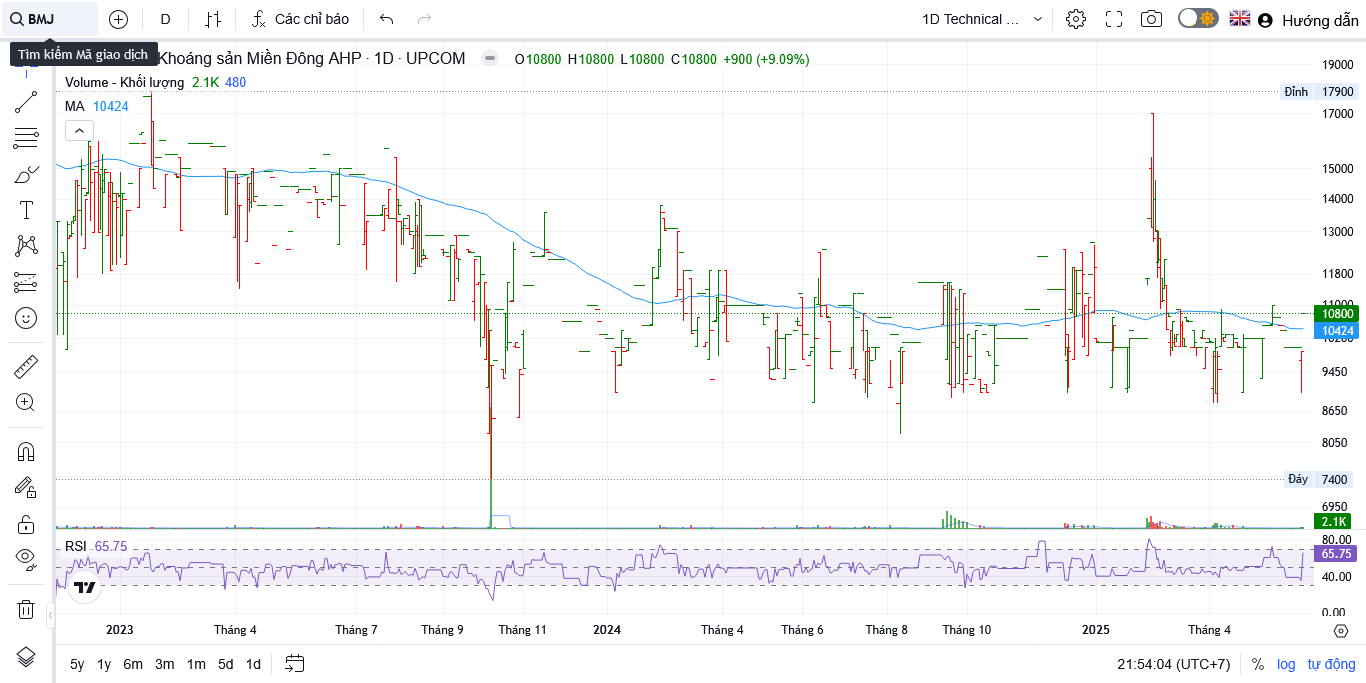 BMJ
D
Các chỉ báo
1D Technical ...
Hướng dẫn
Tìm kiếm Mã giao dịch
Khoáng sản Miền Đông AHP · 1D · UPCOM
O10800 H10800 L10800 C10800 +900 (+9.09%)
Volume - Khối lượng 2.1K 480
MA 10424
19000
Đỉnh 17900
17000
15000
14000
13000
11800
11000
10800
10424
10200
9450
8650
8050
Đáy 7400
6950
2.1K
RSI 65.75
80.00
65.75
40.00
0.00
2023 Tháng 4 Tháng 7 Tháng 9 Tháng 11 2024 Tháng 4 Tháng 6 Tháng 8 Tháng 10 2025 Tháng 4
5y 1y 6m 3m 1m 5d 1d
21:54:04 (UTC+7) % log tự động